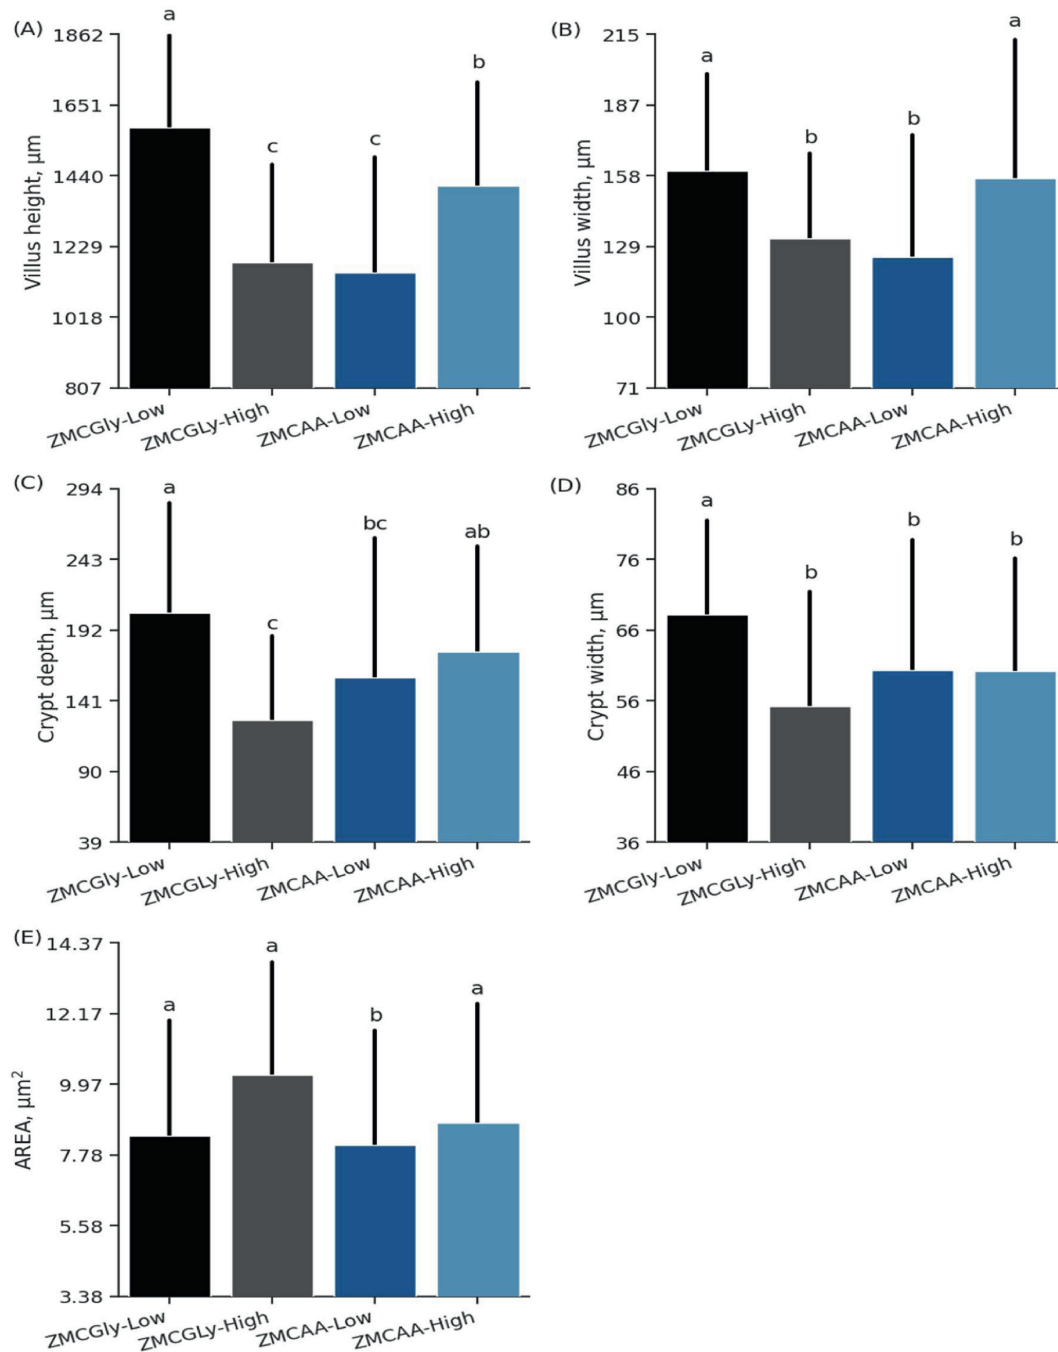 (A)
Villus height, µm
1862
1651
1440
1229
1018
807
a
c
c
b
ZMCGly-Low
ZMCGLy-High
ZMCAA-Low
ZMCAA-High
(B)
Villus width, µm
215
187
158
129
100
71
a
b
b
a
ZMCGly-Low
ZMCGLy-High
ZMCAA-Low
ZMCAA-High
(C)
Crypt depth, µm
294
243
192
141
90
39
a
c
bc
ab
ZMCGly-Low
ZMCGLy-High
ZMCAA-Low
ZMCAA-High
(D)
Crypt width, µm
86
76
66
56
46
36
a
b
b
b
ZMCGly-Low
ZMCGLy-High
ZMCAA-Low
ZMCAA-High
(E)
AREA, µm²
14.37
12.17
9.97
7.78
5.58
3.38
a
a
b
a
ZMCGly-Low
ZMCGLy-High
ZMCAA-Low
ZMCAA-High